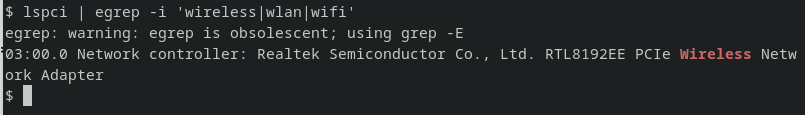 $ lspci | egrep -i 'wireless|wlan|wifi'
egrep: warning: egrep is obsolescent; using grep -E
03:00.0 Network controller: Realtek Semiconductor Co., Ltd. RTL8192EE PCIe Wireless Netw
ork Adapter
$